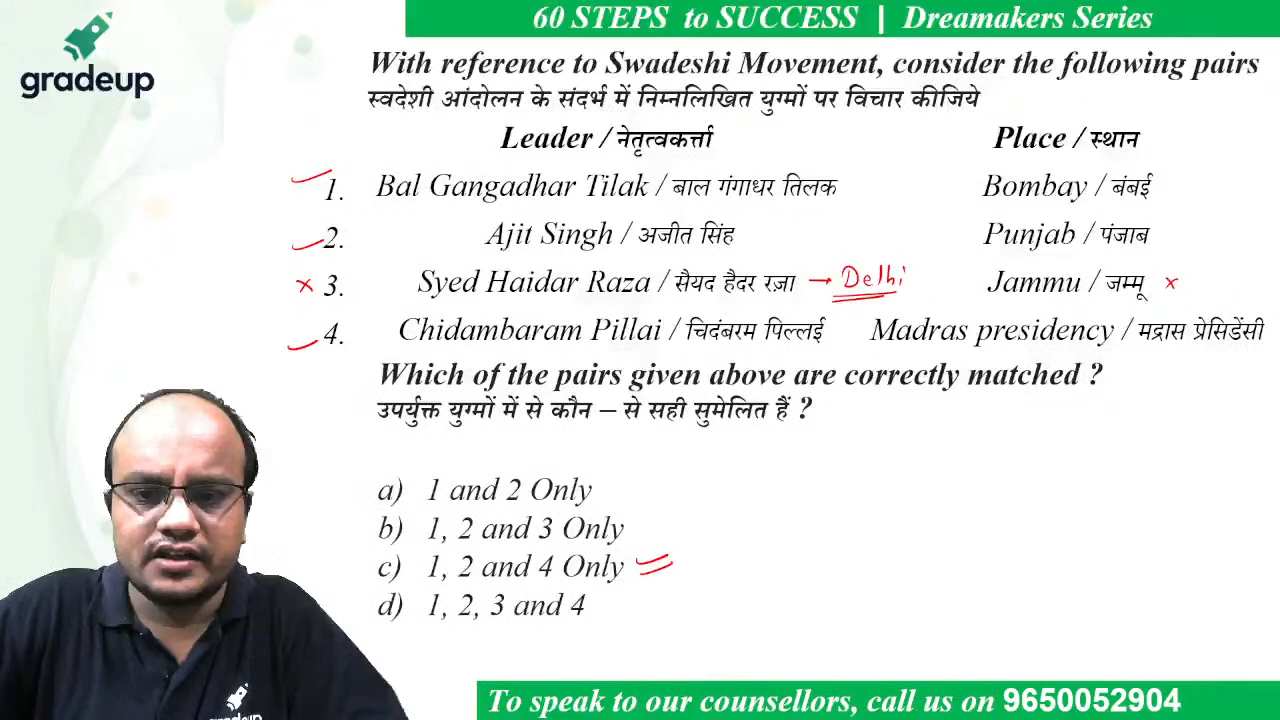 60 STEPS to SUCCESS | Dreamakers Series
gradeup
With reference to Swadeshi Movement, consider the following pairs
स्वदेशी आंदोलन के संदर्भ में निम्नलिखित युग्मों पर विचार कीजिये
Leader / नेतृत्वकर्त्ता Place / स्थान
1. Bal Gangadhar Tilak / बाल गंगाधर तिलक Bombay / बंबई
2. Ajit Singh / अजीत सिंह Punjab / पंजाब
x 3. Syed Haidar Raza / सैयद हैदर रज़ा → Delhi Jammu / जम्मू x
4. Chidambaram Pillai / चिदंबरम पिल्लई Madras presidency / मद्रास प्रेसिडेंसी
Which of the pairs given above are correctly matched ?
उपर्युक्त युग्मों में से कौन – से सही सुमेलित हैं ?
a) 1 and 2 Only
b) 1, 2 and 3 Only
c) 1, 2 and 4 Only
d) 1, 2, 3 and 4
gradeup
To speak to our counsellors, call us on 9650052904